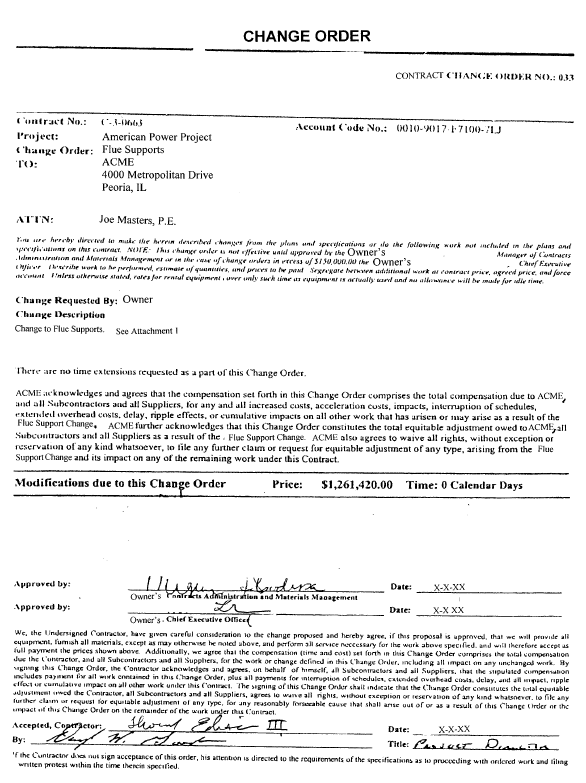 CHANGE ORDER
CONTRACT CHANGE ORDER NO.: 033
Contract No.: C-3-0663
Account Code No.: 0010-9017-F7100-7LJ
Project: American Power Project
Change Order: Flue Supports
TO: ACME
4000 Metropolitan Drive
Peoria, IL
ATTN: Joe Masters, P.E.
You are hereby directed to make the herein described changes from the plans and specifications or do the following work not included in the plans and
specifications on this contract. NOTE: This change order is not effective until approved by the Owner's Manager of Contracts
Administration and Materials Management or in the case of change orders in excess of $150,000.00 the Owner's Chief Executive
Officer. Describe work to be performed, estimate of quantities, and prices to be paid. Segregate between additional work at contract price, agreed price, and force
account. Unless otherwise stated, rates for rental equipment cover only such time as equipment is actually used and no allowance will be made for idle time.
Change Requested By: Owner
Change Description
Change to Flue Supports. See Attachment 1
There are no time extensions requested as a part of this Change Order.
ACME acknowledges and agrees that the compensation set forth in this Change Order comprises the total compensation due to ACME,
and all Subcontractors and all Suppliers, for any and all increased costs, acceleration costs, impacts, interruption of schedules,
extended overhead costs, delay, ripple effects, or cumulative impacts on all other work that has arisen or may arise as a result of the
Flue Support Change. ACME further acknowledges that this Change Order constitutes the total equitable adjustment owed to ACME, all
Subcontractors and all Suppliers as a result of the Flue Support Change. ACME also agrees to waive all rights, without exception or
reservation of any kind whatsoever, to file any further claim or request for equitable adjustment of any type, arising from the Flue
Support Change and its impact on any of the remaining work under this Contract.
Modifications due to this Change Order Price: $1,261,420.00 Time: 0 Calendar Days
Approved by: Date: X-X-XX
Owner's Contracts Administration and Materials Management
Approved by: Date: X-X XX
Owner's Chief Executive Officer
We, the Undersigned Contractor, have given careful consideration to the change proposed and hereby agree, if this proposal is approved, that we will provide all
equipment, furnish all materials, except as may otherwise be noted above, and perform all service necessary for the work above specified, and will therefore accept as
full payment the prices shown above. Additionally, we agree that the compensation (time and cost) set forth in this Change Order comprises the total compensation
due the Contractor, and all Subcontractors and all Suppliers, for the work or change defined in this Change Order, including all impact on any unchanged work. By
signing this Change Order, the Contractor acknowledges and agrees, on behalf of himself, all Subcontractors and all Suppliers, that the stipulated compensation
includes payment for all work contained in this Change Order, plus all payments for interruption of schedules, extended overhead costs, delay, and all impact, ripple
effect or cumulative impact on all other work under this Contract. The signing of this Change Order shall indicate that the Change Order constitutes the total equitable
adjustment owed the Contractor, all Subcontractors and all Suppliers, agrees to waive all rights, without exception or reservation of any kind whatsoever, to file any
further claim or request for equitable adjustment of any type, for any reasonably forseeable cause that shall arise out of or as a result of this Change Order or the
impact of this Change Order on the remainder of the work under this Contract.
Accepted, Contractor: III Date: X-X-XX
By: Title: Project Director
*If the Contractor does not sign acceptance of this order, his attention is directed to the requirements of the specifications as to proceeding with ordered work and filing
written protest within the time therein specified.